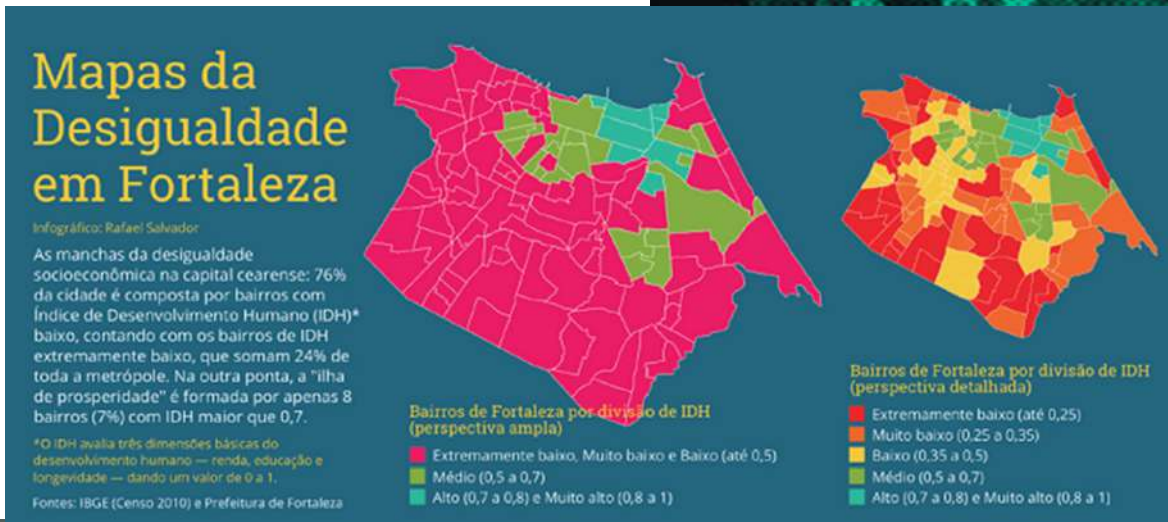 Mapas da
Desigualdade
em Fortaleza
Infográfico: Rafael Salvador
As manchas da desigualdade
socioeconômica na capital cearense: 76%
da cidade é composta por bairros com
Índice de Desenvolvimento Humano (IDH)*
baixo, contando com os bairros de IDH
extremamente baixo, que somam 24% de
toda a metrópole. Na outra ponta, a "ilha
de prosperidade" é formada por apenas 8
bairros (7%) com IDH maior que 0,7.
*O IDH avalia três dimensões básicas do
desenvolvimento humano — renda, educação e
longevidade — dando um valor de 0 a 1.
Fontes: IBGE (Censo 2010) e Prefeitura de Fortaleza
Bairros de Fortaleza por divisão de IDH
(perspectiva ampla)
Extremamente baixo, Muito baixo e Baixo (até 0,5)
Médio (0,5 a 0,7)
Alto (0,7 a 0,8) e Muito alto (0,8 a 1)
Bairros de Fortaleza por divisão de IDH
(perspectiva detalhada)
Extremamente baixo (até 0,25)
Muito baixo (0,25 a 0,35)
Baixo (0,35 a 0,5)
Médio (0,5 a 0,7)
Alto (0,7 a 0,8) e Muito alto (0,8 a 1)